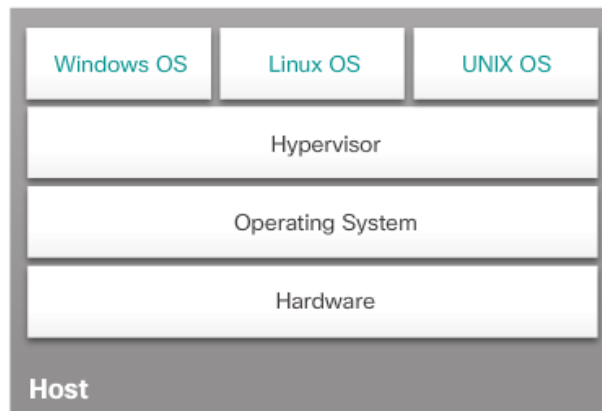 Windows OS Linux OS UNIX OS
Hypervisor
Operating System
Hardware
Host